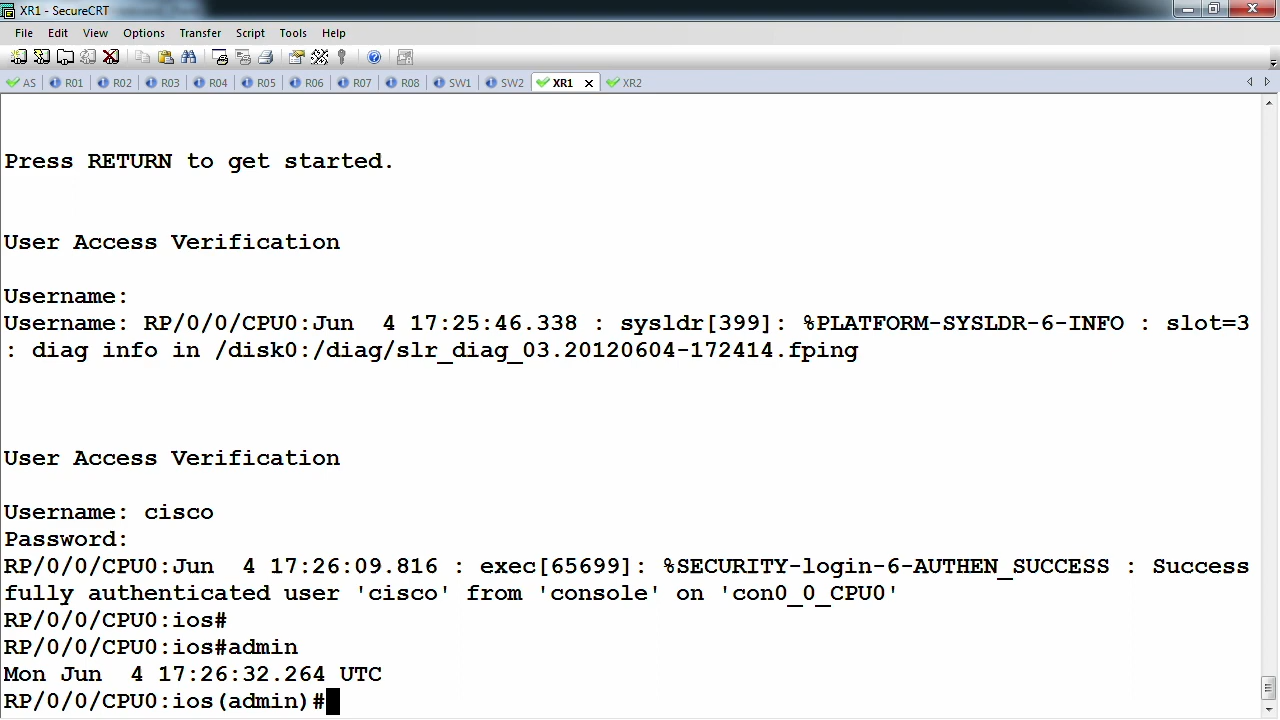 XR1 - SecureCRT
File Edit View Options Transfer Script Tools Help
AS R01 R02 R03 R04 R05 R06 R07 R08 SW1 SW2 XR1 XR2
Press RETURN to get started.
User Access Verification
Username:
Username: RP/0/0/CPU0:Jun  4 17:25:46.338 : sysldr[399]: %PLATFORM-SYSLDR-6-INFO : slot=3
: diag info in /disk0:/diag/slr_diag_03.20120604-172414.fping
User Access Verification
Username: cisco
Password:
RP/0/0/CPU0:Jun  4 17:26:09.816 : exec[65699]: %SECURITY-login-6-AUTHEN_SUCCESS : Success
fully authenticated user 'cisco' from 'console' on 'con0_0_CPU0'
RP/0/0/CPU0:ios#
RP/0/0/CPU0:ios#admin
Mon Jun  4 17:26:32.264 UTC
RP/0/0/CPU0:ios(admin)#